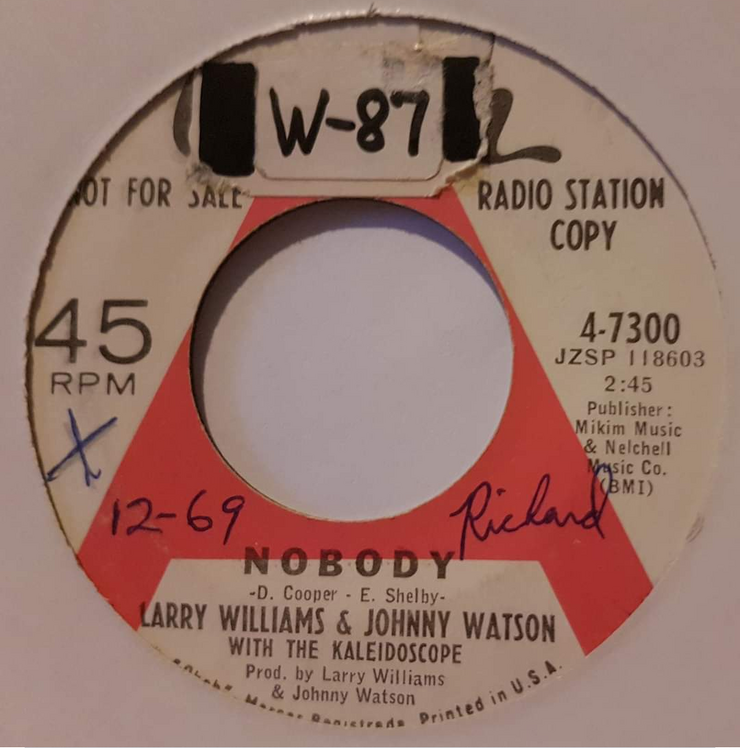 W-87
NOT FOR SALE
RADIO STATION
COPY
45
RPM
4-7300
JZSP 118603
2:45
Publisher:
Mikim Music
& Nelchell
Music Co.
(BMI)
12-69
Richard
NOBODY
-D. Cooper - E. Shelby-
LARRY WILLIAMS & JOHNNY WATSON
WITH THE KALEIDOSCOPE
Prod. by Larry Williams
& Johnny Watson
Printed in U.S.A.